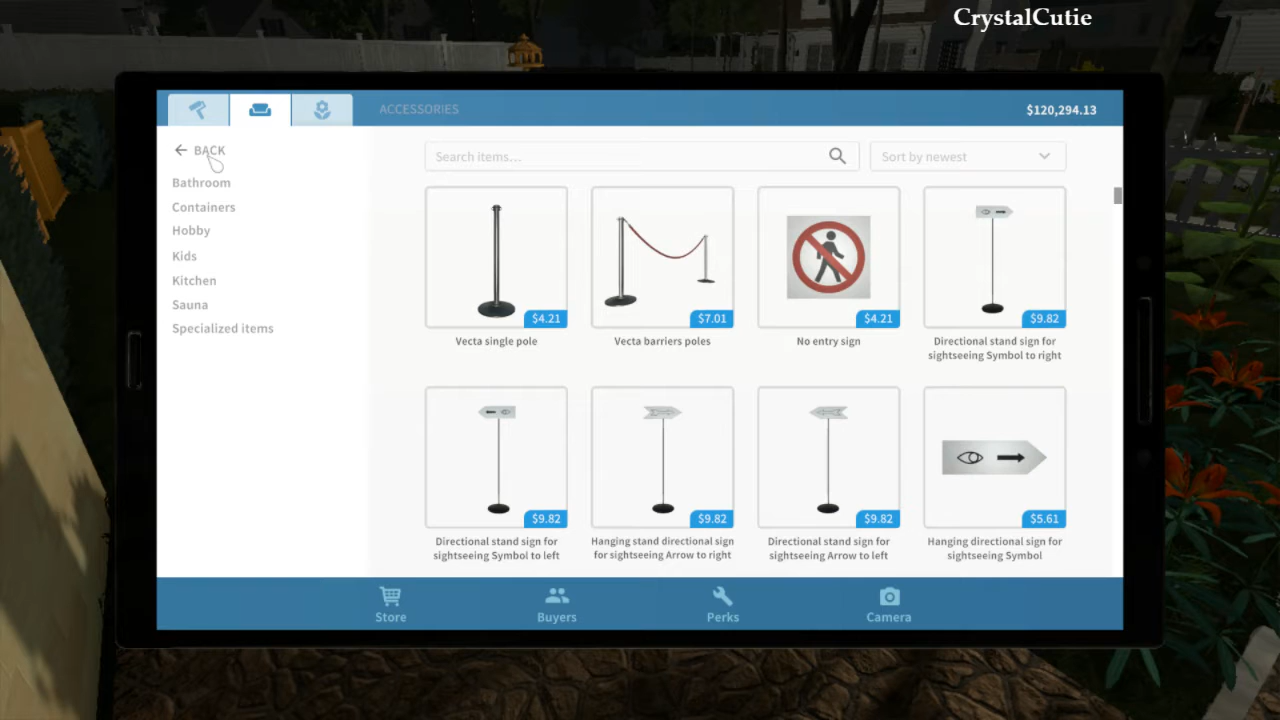 CrystalCutie
ACCESSORIES
$120,294.13
BACK
Search items...
Sort by newest
Bathroom
Containers
Hobby
Kids
Kitchen
Sauna
Specialized items
$4.21
$7.01
$4.21
$9.82
Vecta single pole
Vecta barriers poles
No entry sign
Directional stand sign for
sightseeing Symbol to right
$9.82
$9.82
$9.82
$5.61
Directional stand sign for
sightseeing Symbol to left
Hanging stand directional sign
for sightseeing Arrow to right
Directional stand sign for
sightseeing Arrow to left
Hanging directional sign for
sightseeing Symbol
Store
Buyers
Perks
Camera